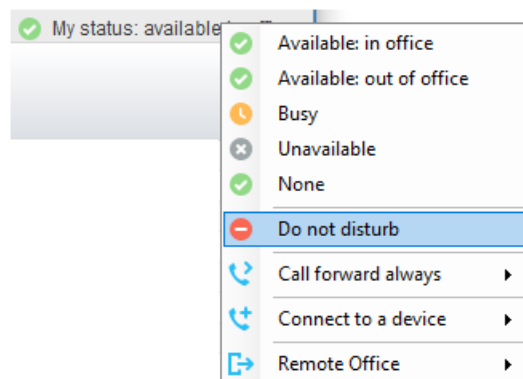 My status: available
Available: in office
Available: out of office
Busy
Unavailable
None
Do not disturb
Call forward always
Connect to a device
Remote Office